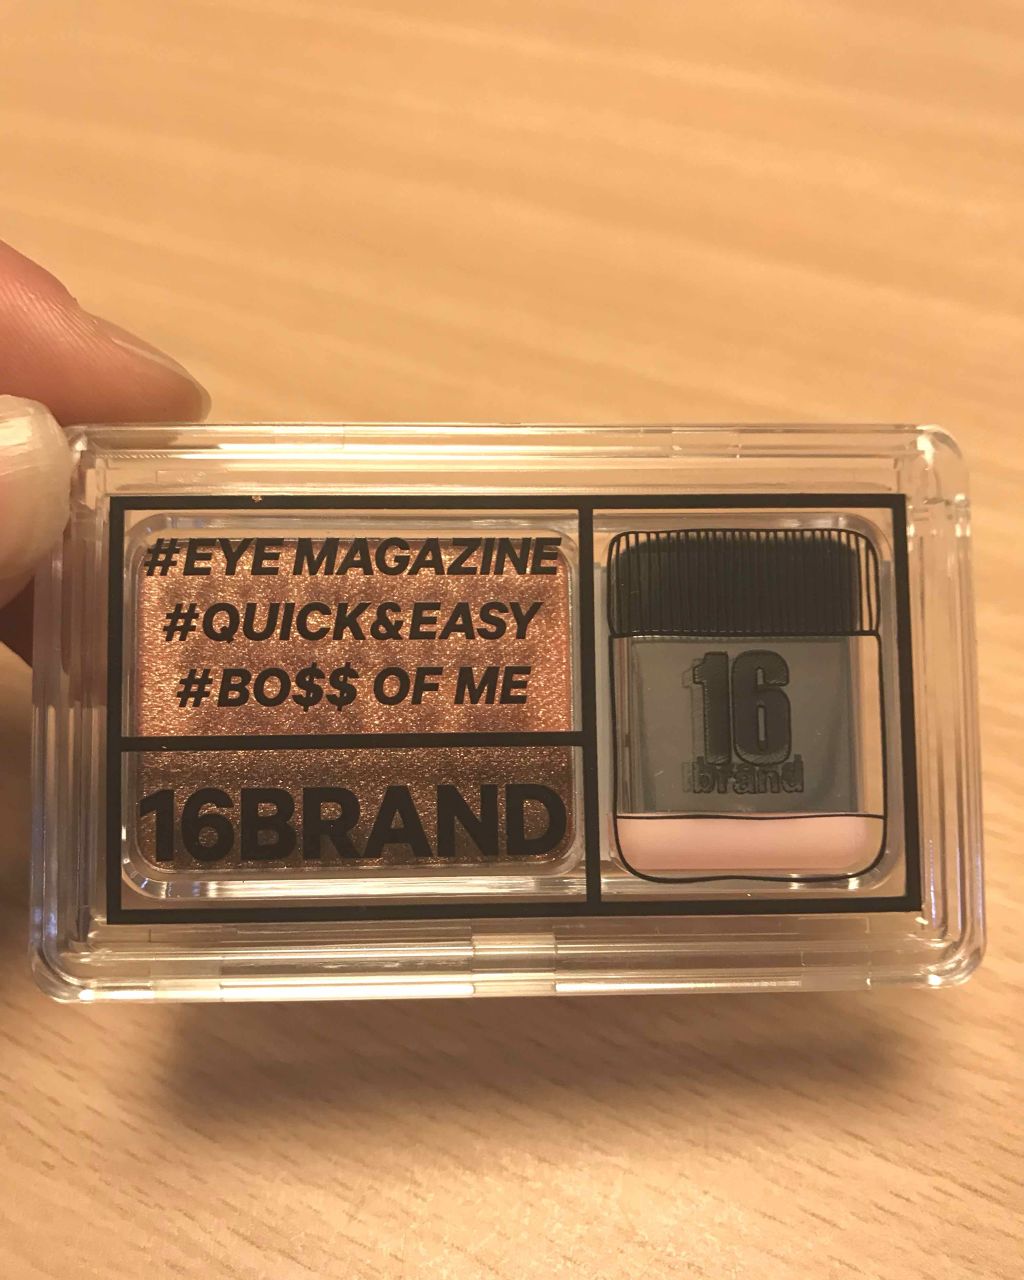 #EYE MAGAZINE
#QUICK&EASY
#BO$$ OF ME
16BRAND
16
brand